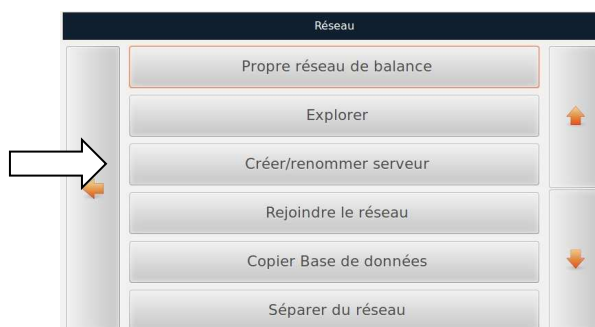 Réseau
Propre réseau de balance
Explorer
Créer/renommer serveur
Rejoindre le réseau
Copier Base de données
Séparer du réseau